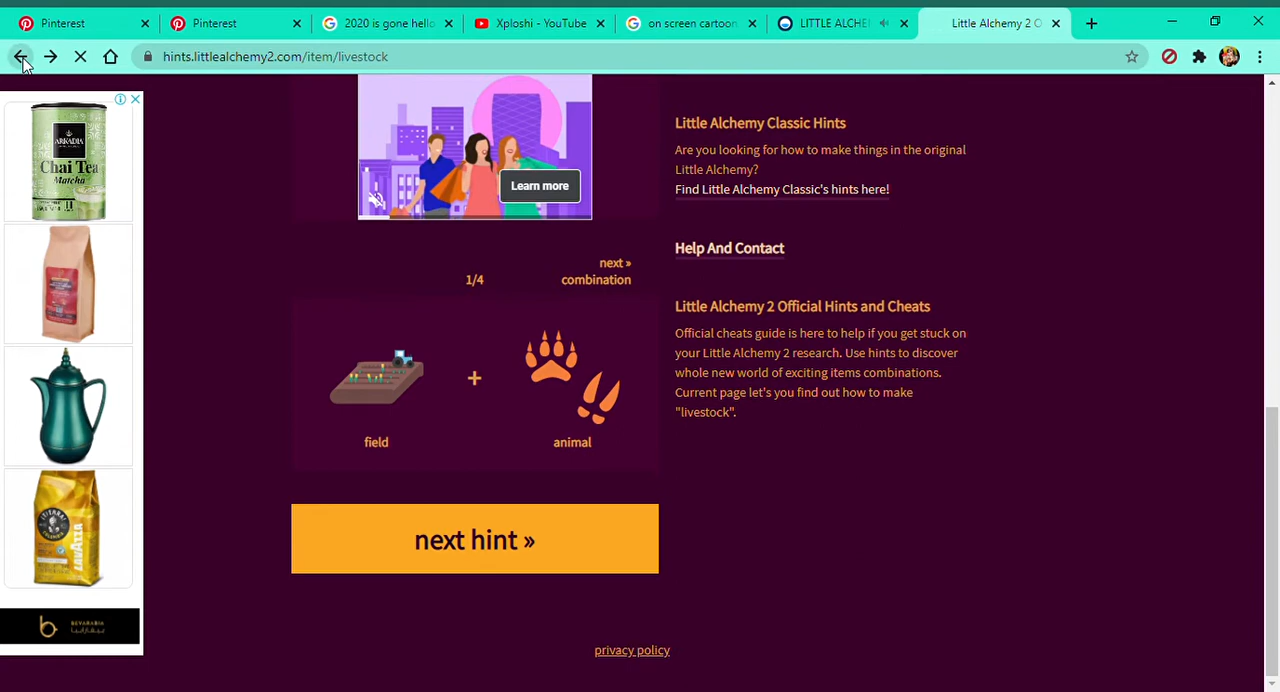 Pinterest
Pinterest
2020 is gone hello
Xploshi - YouTube
on screen cartoon
LITTLE ALCHE
Little Alchemy 2 O
hints.littlealchemy2.com/item/livestock
ARKADIA
Chai Tea
Matcha
LAVAZZA
BEVARABIA
Learn more
next »
1/4
combination
field
+
animal
next hint »
Little Alchemy Classic Hints
Are you looking for how to make things in the original
Little Alchemy?
Find Little Alchemy Classic's hints here!
Help And Contact
Little Alchemy 2 Official Hints and Cheats
Official cheats guide is here to help if you get stuck on
your Little Alchemy 2 research. Use hints to discover
whole new world of exciting items combinations.
Current page let's you find out how to make
"livestock".
privacy policy